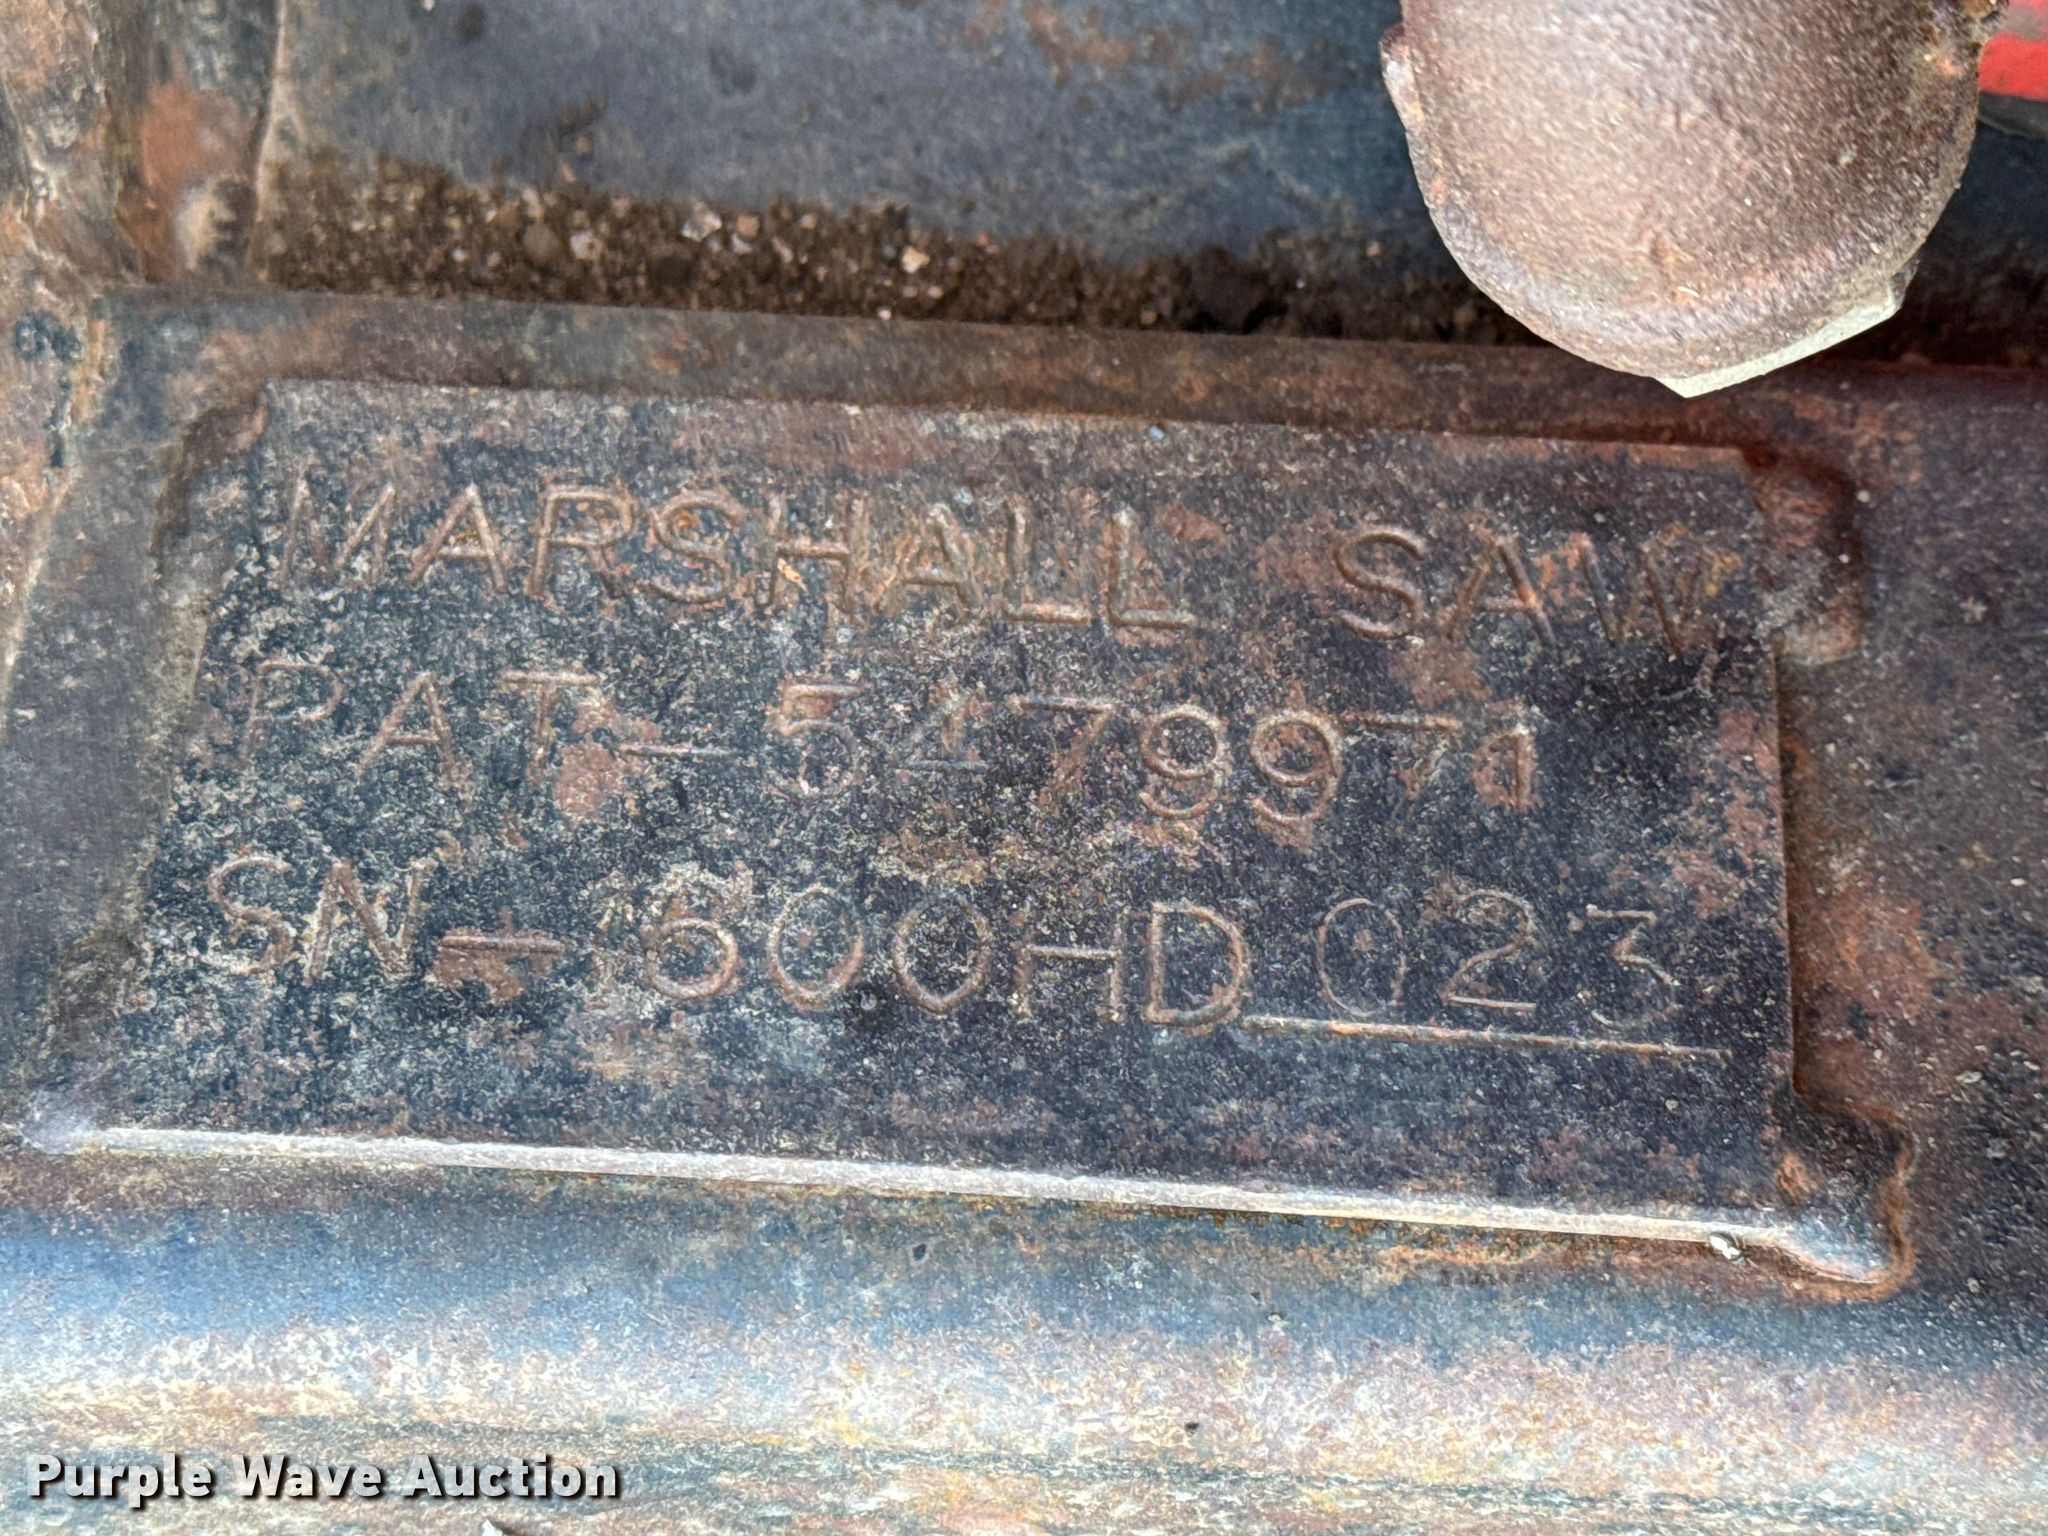 MARSHALL SAW
PAT-5479971
SN-600HD 023
Purple Wave Auction